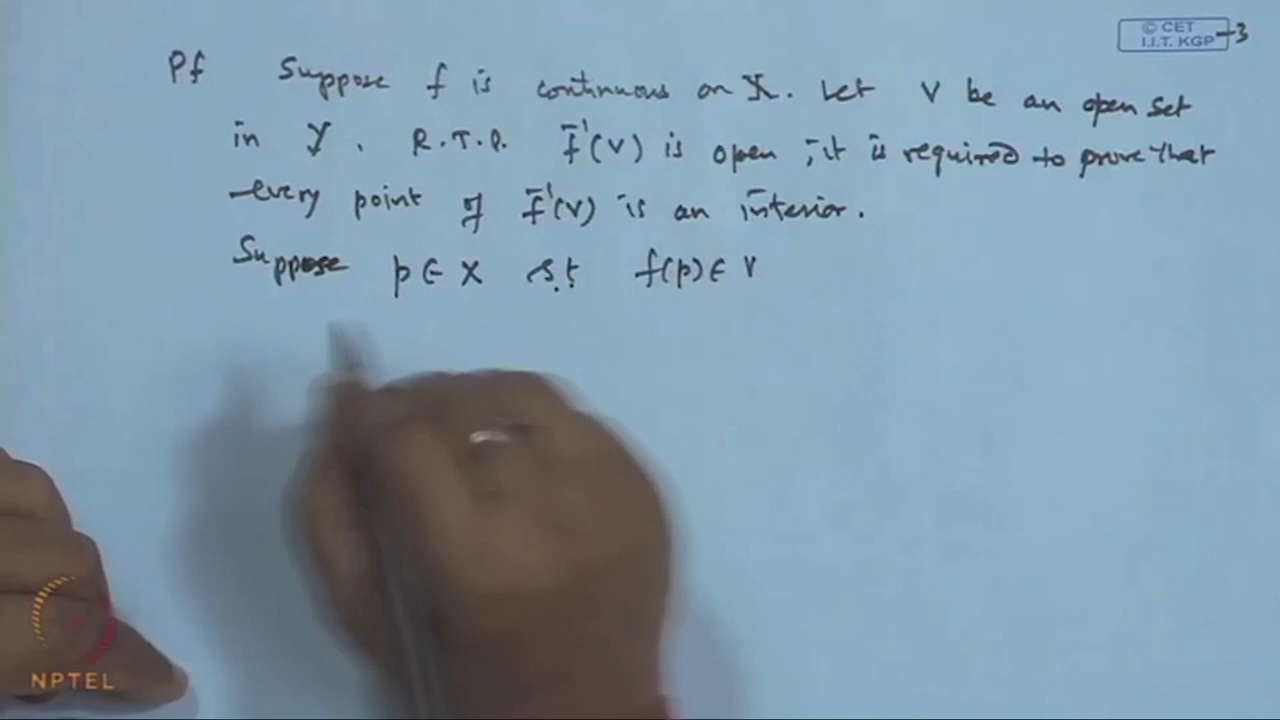 © CET
I.I.T. KGP -3
Pf Suppose f is continuous on X. Let V be an open set
in Y. R.T.P. f⁻¹(V) is open ; it is required to prove that
every point of f⁻¹(V) is an interior.
Suppose p ∈ X s.t f(p) ∈ V
NPTEL